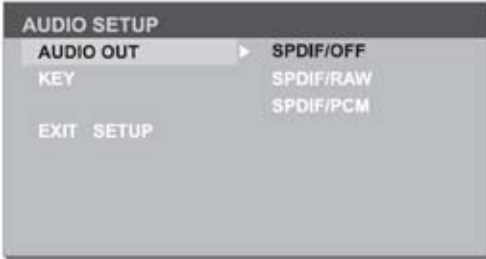 AUDIO SETUP
AUDIO OUT SPDIF/OFF
KEY SPDIF/RAW
SPDIF/PCM
EXIT SETUP